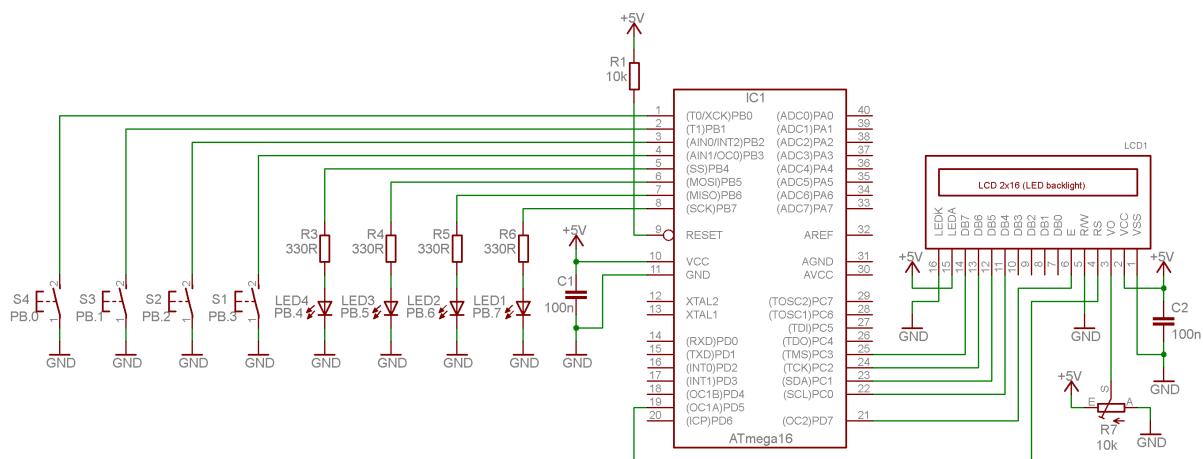 +5V
R1
10k
IC1
1 (T0/XCK)PB0 (ADC0)PA0 40
2 (T1)PB1 (ADC1)PA1 39
3 (AIN0/INT2)PB2 (ADC2)PA2 38
4 (AIN1/OC0)PB3 (ADC3)PA3 37
5 (SS)PB4 (ADC4)PA4 36
6 (MOSI)PB5 (ADC5)PA5 35
7 (MISO)PB6 (ADC6)PA6 34
8 (SCK)PB7 (ADC7)PA7 33
9 RESET AREF 32
10 VCC AGND 31
11 GND AVCC 30
12 XTAL2 (TOSC2)PC7 29
13 XTAL1 (TOSC1)PC6 28
(TDI)PC5 27
14 (RXD)PD0 (TDO)PC4 26
15 (TXD)PD1 (TMS)PC3 25
16 (INT0)PD2 (TCK)PC2 24
17 (INT1)PD3 (SDA)PC1 23
18 (OC1B)PD4 (SCL)PC0 22
19 (OC1A)PD5
20 (ICP)PD6 (OC2)PD7 21
ATmega16
2
S4
PB.0
1
GND
2
S3
PB.1
1
GND
2
S2
PB.2
1
GND
2
S1
PB.3
1
GND
R3
330R
LED4
PB.4
GND
R4
330R
LED3
PB.5
GND
R5
330R
LED2
PB.6
GND
R6
330R
LED1
PB.7
GND
+5V
C1
100n
GND
LCD1
LCD 2x16 (LED backlight)
LEDK LEDA DB7 DB6 DB5 DB4 DB3 DB2 DB1 DB0 E R/W RS VO VCC VSS
16 15 14 13 12 11 10 9 8 7 6 5 4 3 2 1
+5V
GND
GND
+5V
C2
100n
GND
+5V
E S A
R7
10k
GND